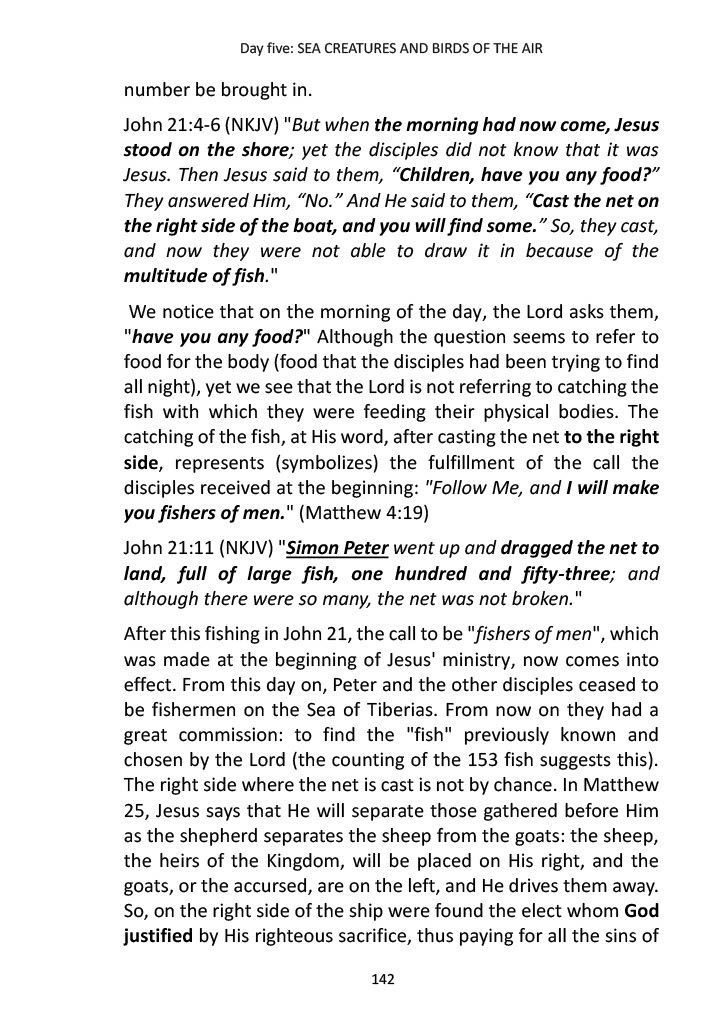 Day five: SEA CREATURES AND BIRDS OF THE AIR
number be brought in.
John 21:4-6 (NKJV) "But when the morning had now come, Jesus
stood on the shore; yet the disciples did not know that it was
Jesus. Then Jesus said to them, “Children, have you any food?”
They answered Him, “No.” And He said to them, “Cast the net on
the right side of the boat, and you will find some.” So, they cast,
and now they were not able to draw it in because of the
multitude of fish."
We notice that on the morning of the day, the Lord asks them,
"have you any food?" Although the question seems to refer to
food for the body (food that the disciples had been trying to find
all night), yet we see that the Lord is not referring to catching the
fish with which they were feeding their physical bodies. The
catching of the fish, at His word, after casting the net to the right
side, represents (symbolizes) the fulfillment of the call the
disciples received at the beginning: "Follow Me, and I will make
you fishers of men." (Matthew 4:19)
John 21:11 (NKJV) "Simon Peter went up and dragged the net to
land, full of large fish, one hundred and fifty-three; and
although there were so many, the net was not broken."
After this fishing in John 21, the call to be "fishers of men", which
was made at the beginning of Jesus' ministry, now comes into
effect. From this day on, Peter and the other disciples ceased to
be fishermen on the Sea of Tiberias. From now on they had a
great commission: to find the "fish" previously known and
chosen by the Lord (the counting of the 153 fish suggests this).
The right side where the net is cast is not by chance. In Matthew
25, Jesus says that He will separate those gathered before Him
as the shepherd separates the sheep from the goats: the sheep,
the heirs of the Kingdom, will be placed on His right, and the
goats, or the accursed, are on the left, and He drives them away.
So, on the right side of the ship were found the elect whom God
justified by His righteous sacrifice, thus paying for all the sins of
142